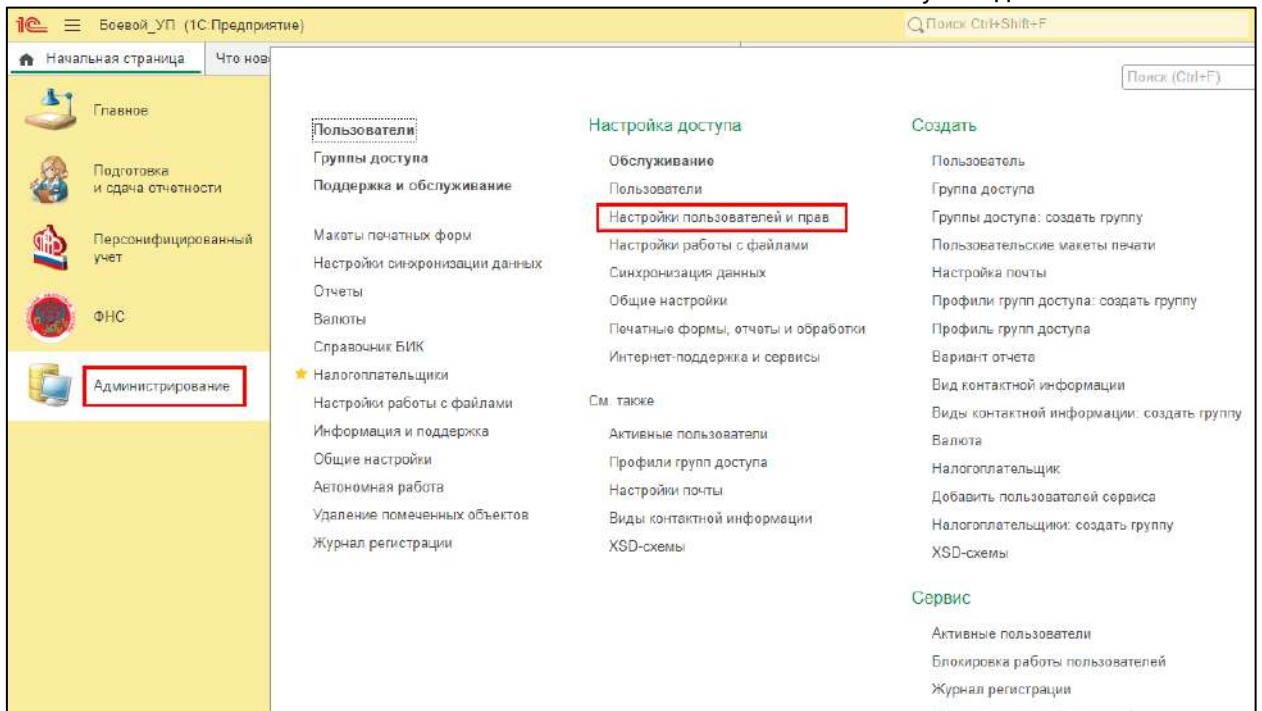 Боевой_УП (1С:Предприятие)
Поиск Ctrl+Shift+F
Начальная страница
Что нов
Поиск (Ctrl+F)
Главное
Подготовка
и сдача отчетности
Персонифицированный
учет
ФНС
Администрирование
Пользователи
Группы доступа
Поддержка и обслуживание
Макеты печатных форм
Настройки синхронизации данных
Отчеты
Валюты
Справочник БИК
Налогоплательщики
Настройки работы с файлами
Информация и поддержка
Общие настройки
Автономная работа
Удаление помеченных объектов
Журнал регистрации
Настройка доступа
Обслуживание
Пользователи
Настройки пользователей и прав
Настройки работы с файлами
Синхронизация данных
Общие настройки
Печатные формы, отчеты и обработки
Интернет-поддержка и сервисы
См. также
Активные пользователи
Профили групп доступа
Настройки почты
Виды контактной информации
XSD-схемы
Создать
Пользователь
Группа доступа
Группы доступа: создать группу
Пользовательские макеты печати
Настройка почты
Профили групп доступа: создать группу
Профиль групп доступа
Вариант отчета
Вид контактной информации
Виды контактной информации: создать группу
Валюта
Налогоплательщик
Добавить пользователей сервиса
Налогоплательщики: создать группу
XSD-схемы
Сервис
Активные пользователи
Блокировка работы пользователей
Журнал регистрации